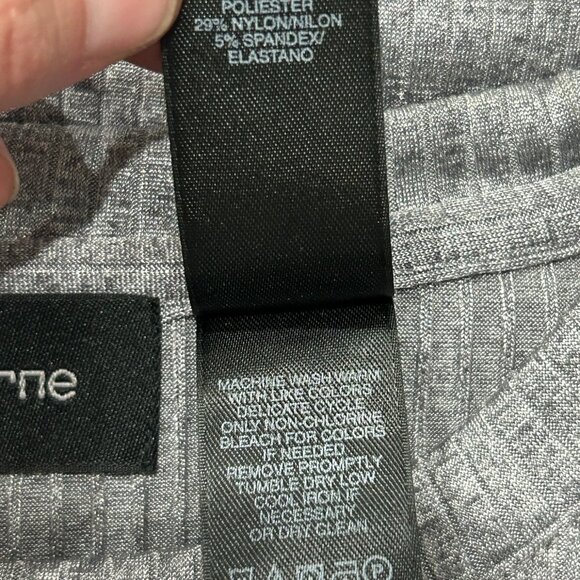 POLIESTER
29% NYLON/NILON
5% SPANDEX/
ELASTANO
rne
MACHINE WASH WARM
WITH LIKE COLORS
DELICATE CYCLE
ONLY NON-CHLORINE
BLEACH FOR COLORS
IF NEEDED
REMOVE PROMPTLY
TUMBLE DRY LOW
COOL IRON IF
NECESSARY
OR DRY CLEAN